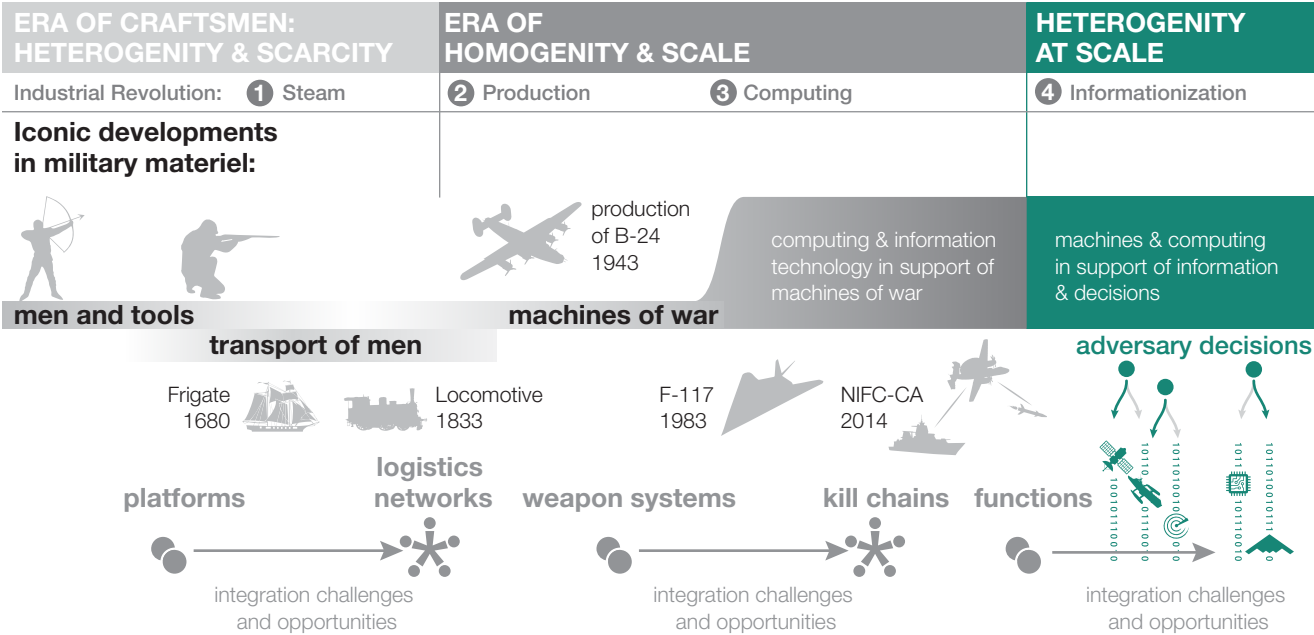 ERA OF CRAFTSMEN:
HETEROGENITY & SCARCITY
ERA OF
HOMOGENITY & SCALE
HETEROGENITY
AT SCALE
Industrial Revolution: 1 Steam
2 Production
3 Computing
4 Informationization
Iconic developments
in military materiel:
production
of B-24
1943
computing & information
technology in support of
machines of war
machines & computing
in support of information
& decisions
men and tools
machines of war
transport of men
adversary decisions
Frigate
1680
Locomotive
1833
F-117
1983
NIFC-CA
2014
platforms
logistics
networks
weapon systems
kill chains
functions
integration challenges
and opportunities
integration challenges
and opportunities
integration challenges
and opportunities